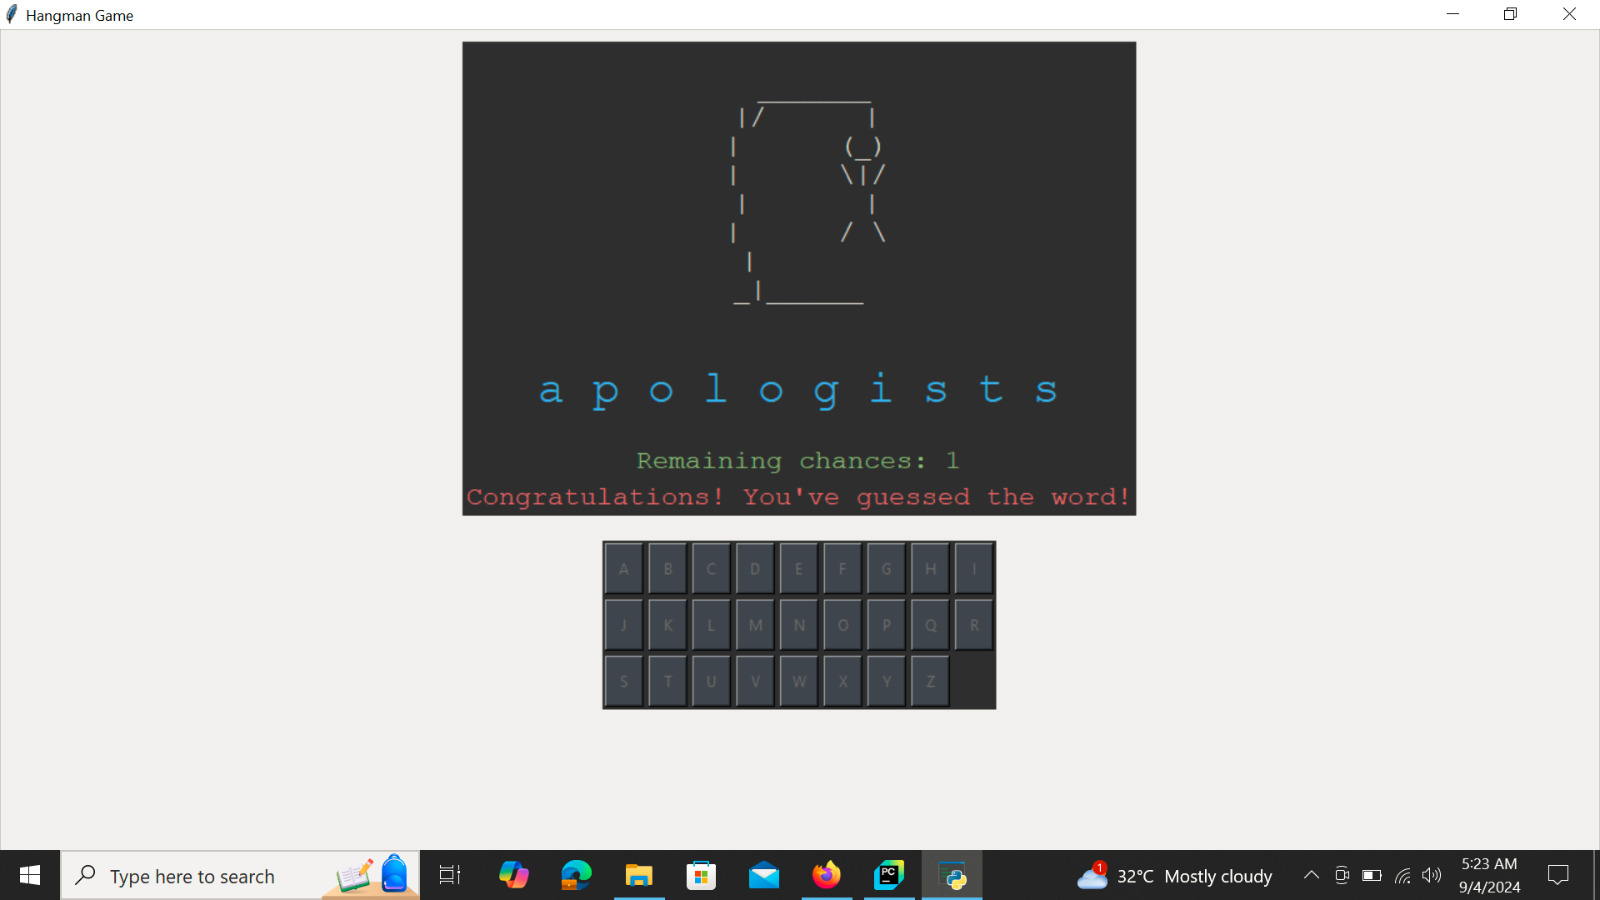 Hangman Game
a p o l o g i s t s
Remaining chances: 1
Congratulations! You've guessed the word!
A B C D E F G H I
J K L M N O P Q R
S T U V W X Y Z
Type here to search
PC
1
32°C Mostly cloudy
5:23 AM
9/4/2024